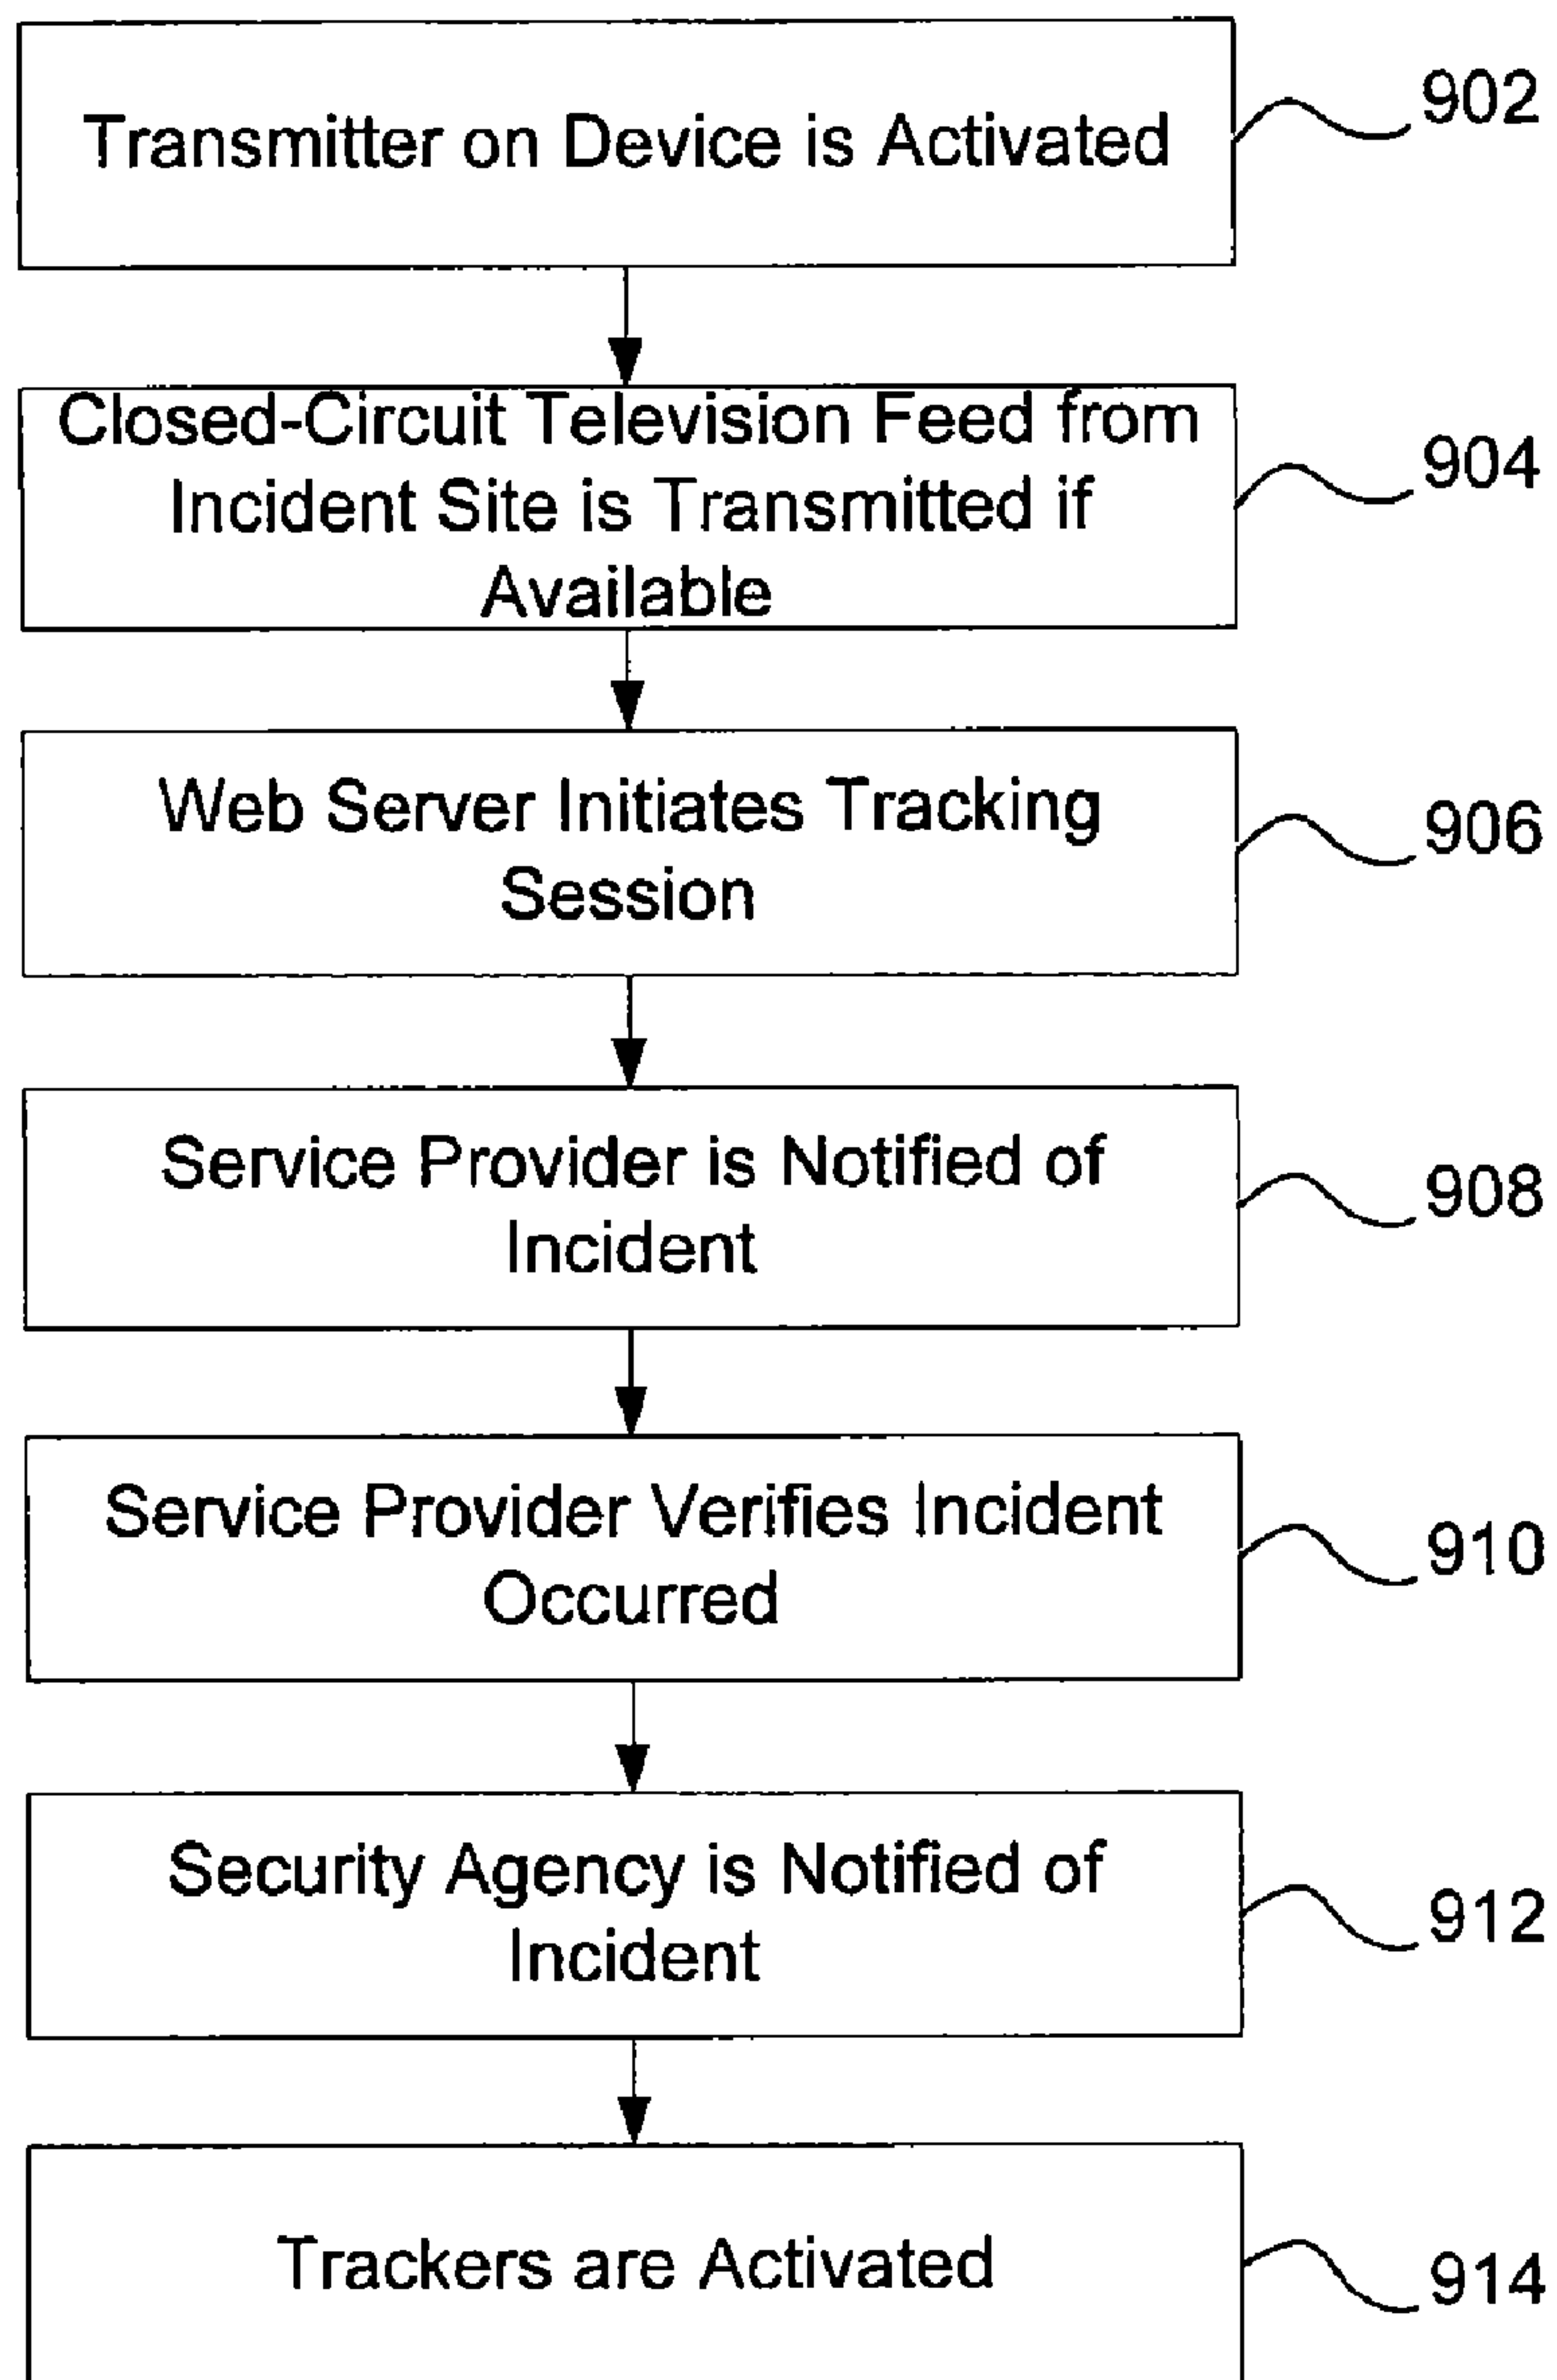 Transmitter on Device is Activated
902
Closed-Circuit Television Feed from
Incident Site is Transmitted if
Available
904
Web Server Initiates Tracking
Session
906
Service Provider is Notified of
Incident
908
Service Provider Verifies Incident
Occurred
910
Security Agency is Notified of
Incident
912
Trackers are Activated
914